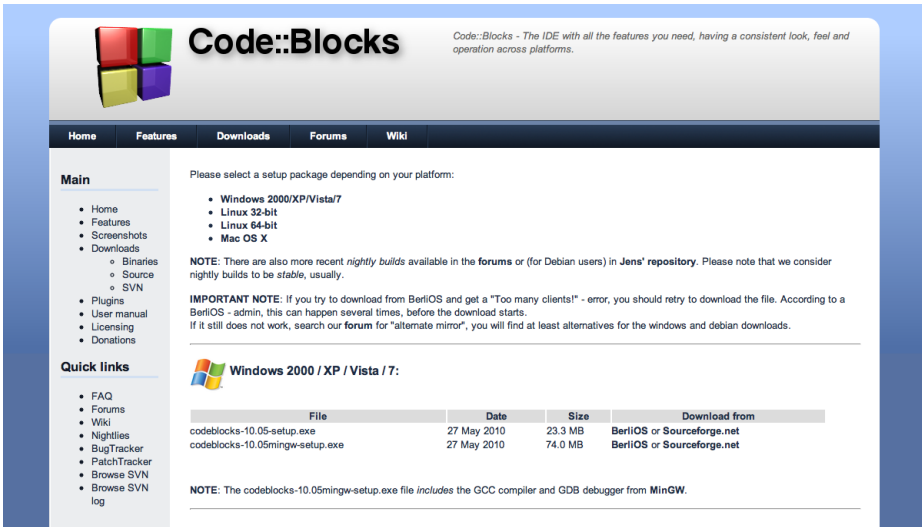 Code::Blocks
Code::Blocks - The IDE with all the features you need, having a consistent look, feel and
operation across platforms.
Home Features Downloads Forums Wiki
Main
Home
Features
Screenshots
Downloads
Binaries
Source
SVN
Plugins
User manual
Licensing
Donations
Quick links
FAQ
Forums
Wiki
Nightlies
BugTracker
PatchTracker
Browse SVN
Browse SVN
log
Please select a setup package depending on your platform:
Windows 2000/XP/Vista/7
Linux 32-bit
Linux 64-bit
Mac OS X
NOTE: There are also more recent nightly builds available in the forums or (for Debian users) in Jens' repository. Please note that we consider
nightly builds to be stable, usually.
IMPORTANT NOTE: If you try to download from BerliOS and get a "Too many clients!" - error, you should retry to download the file. According to a
BerliOS - admin, this can happen several times, before the download starts.
If it still does not work, search our forum for "alternate mirror", you will find at least alternatives for the windows and debian downloads.
Windows 2000 / XP / Vista / 7:
File Date Size Download from
codeblocks-10.05-setup.exe 27 May 2010 23.3 MB BerliOS or Sourceforge.net
codeblocks-10.05mingw-setup.exe 27 May 2010 74.0 MB BerliOS or Sourceforge.net
NOTE: The codeblocks-10.05mingw-setup.exe file includes the GCC compiler and GDB debugger from MinGW.